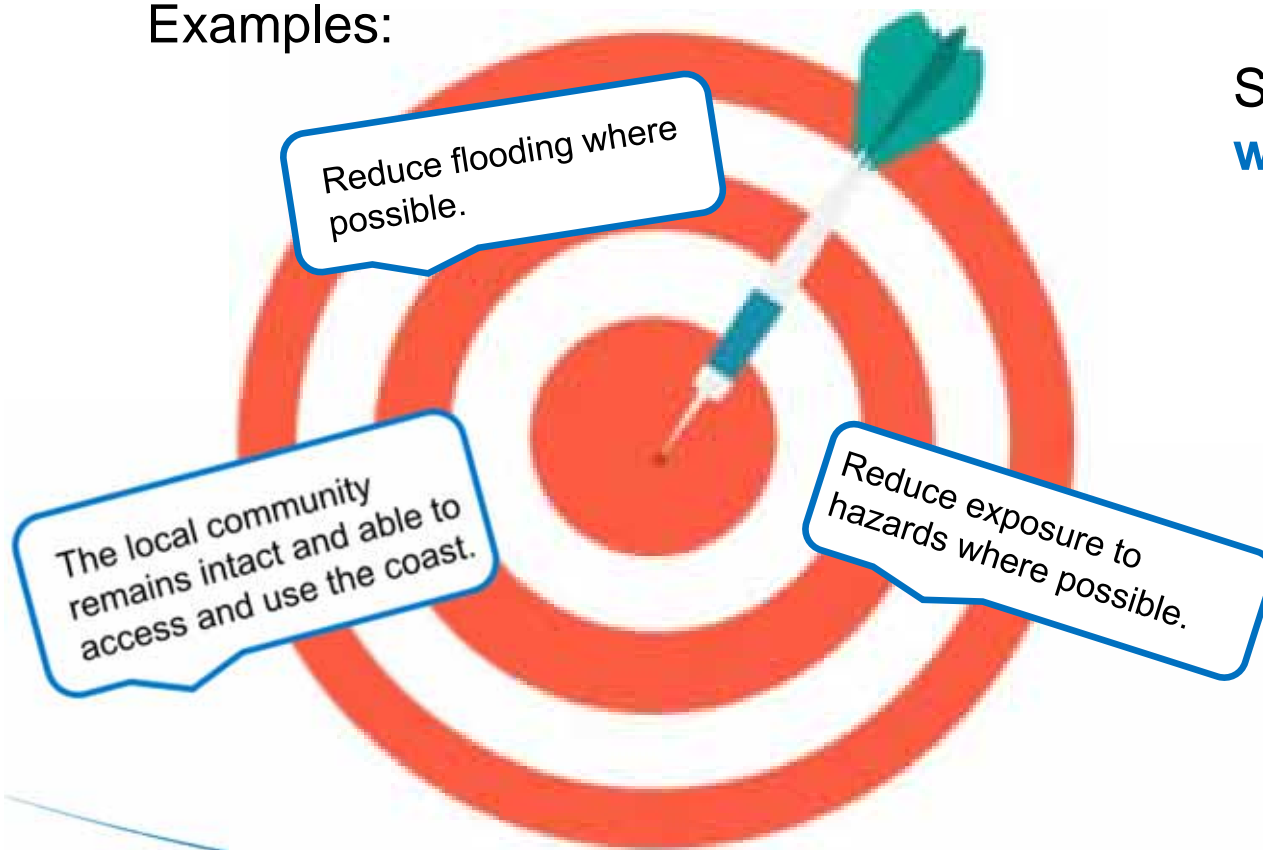 Examples:
S
w
Reduce flooding where
possible.
The local community
remains intact and able to
access and use the coast.
Reduce exposure to
hazards where possible.